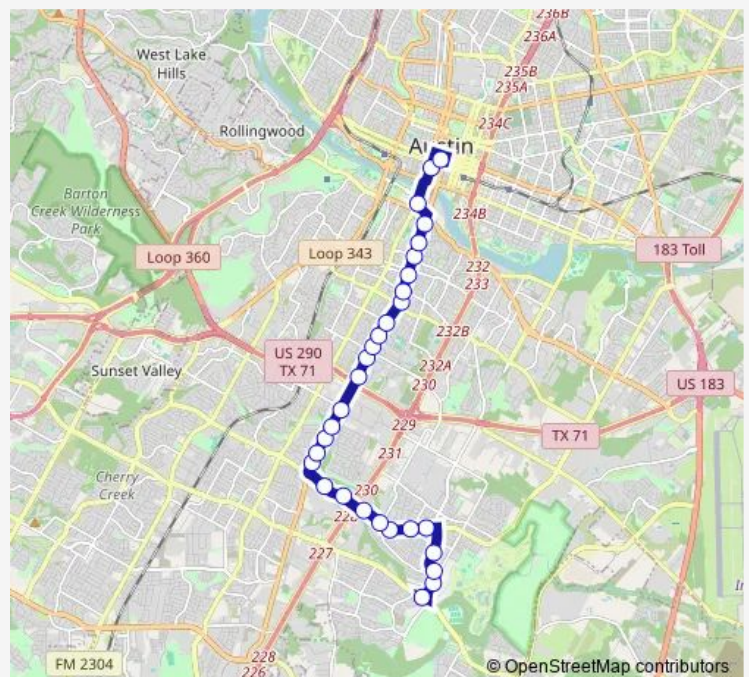 236B
236A
West Lake
Hills
235B
235A
Rollingwood
234C
Austin
Barton
Creek Wilderness
Park
234B
Loop 360
Loop 343
183 Toll
232
233
232B
US 290
TX 71
Sunset Valley
232A
230
US 183
229
TX 71
231
Cherry
Creek
230
227
FM 2304
228
226
© OpenStreetMap contributors